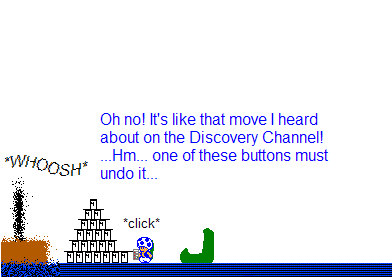 Oh no! It's like that move I heard
about on the Discovery Channel!
...Hm... one of these buttons must
undo it...
*WHOOSH*
*click*